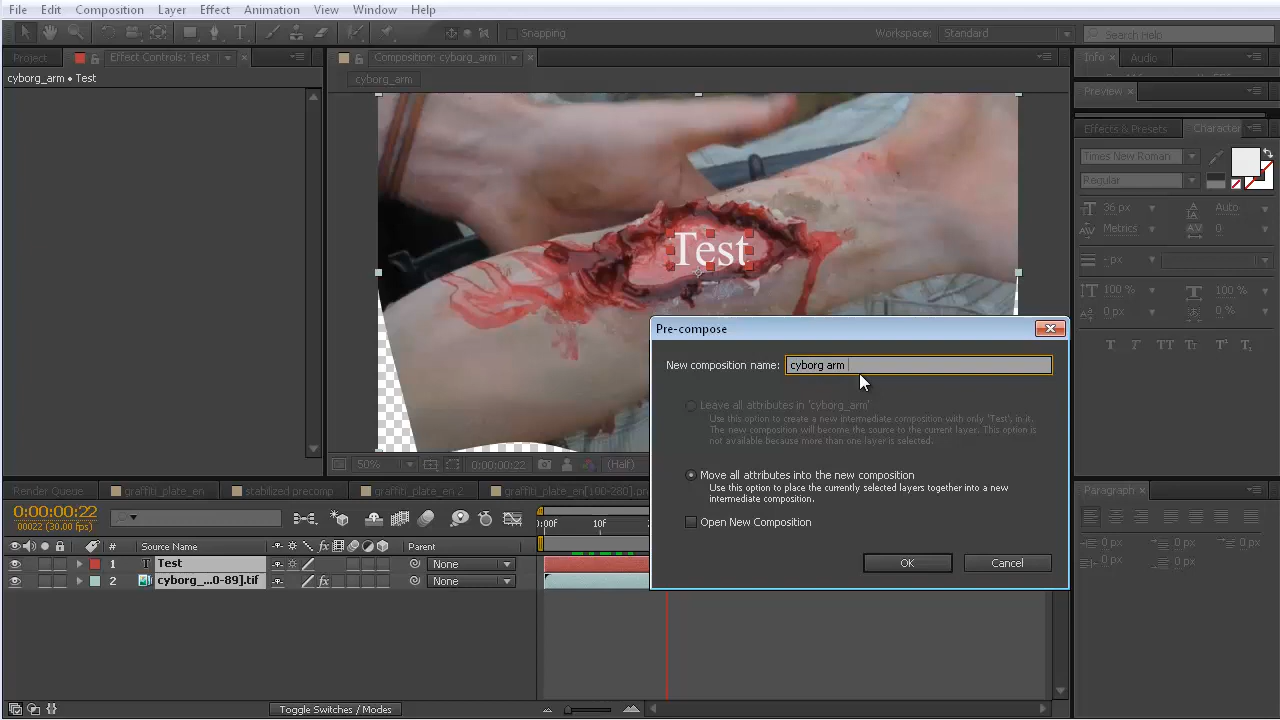 File Edit Composition Layer Effect Animation View Window Help
Snapping
Workspace: Standard
Search Help
Project
Effect Controls: Test
Composition: cyborg_arm
Info
Audio
cyborg_arm • Test
cyborg_arm
Preview
Effects & Presets
Character
Times New Roman
Regular
36 px
Auto
Metrics
0
- px
100 %
100 %
0 px
0 %
T T TT Tt
Test
Pre-compose
New composition name: cyborg arm
Leave all attributes in 'cyborg_arm'
Use this option to create a new intermediate composition with only 'Test', in it.
The new composition will become the source to the current layer. This option is
not available because more than one layer is selected.
Move all attributes into the new composition
Use this option to place the currently selected layers together into a new
intermediate composition.
Open New Composition
OK
Cancel
50%
0:00:00:22
(Half)
Render Queue
graffiti_plate_en
stabilized precomp
graffiti_plate_en 2
graffiti_plate_en[100-280].pr
Paragraph
0:00:00:22
00022 (30.00 fps)
:00F
10F
# Source Name
Parent
1 T Test
None
2 cyborg_...0-89].tif
None
0 px
0 px
0 px
0 px
0 px
Toggle Switches / Modes